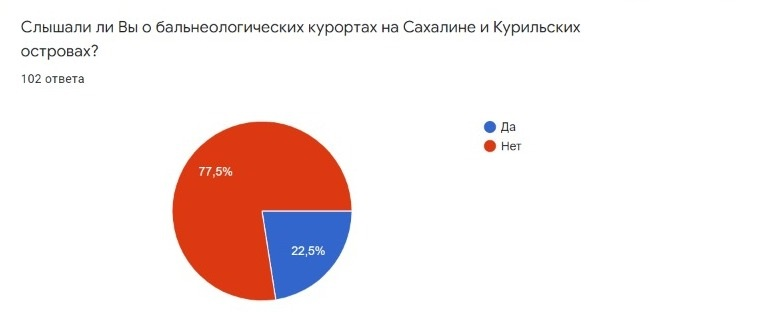 Слышали ли Вы о бальнеологических курортах на Сахалине и Курильских
островах?
102 ответа
Да
Нет
77,5%
22,5%